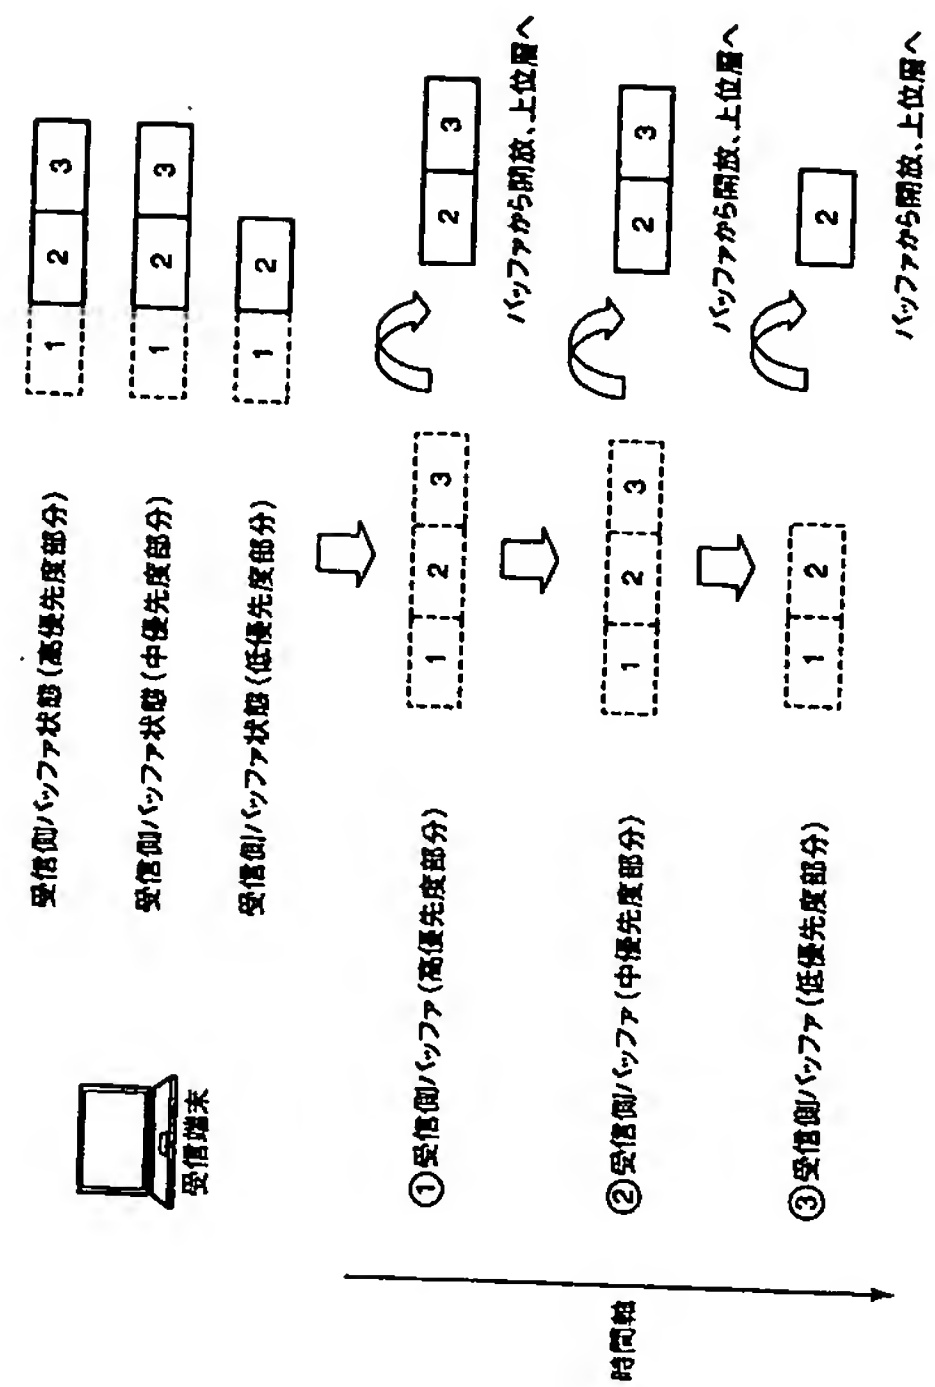 受信端末
受信側バッファ状態(高優先度部分)
1 2 3
受信側バッファ状態(中優先度部分)
1 2 3
受信側バッファ状態(低優先度部分)
1 2
時間軸
①受信側バッファ(高優先度部分)
1 2 3
2 3
バッファから開放、上位層へ
②受信側バッファ(中優先度部分)
1 2 3
2 3
バッファから開放、上位層へ
③受信側バッファ(低優先度部分)
1 2
2
バッファから開放、上位層へ